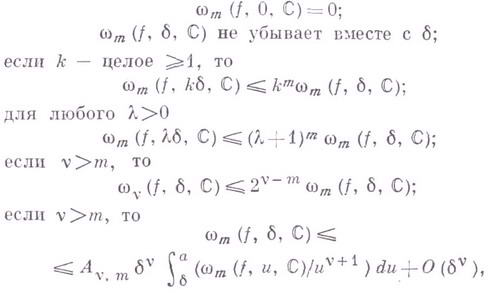 ω_m (f, 0, ℂ)=0;
ω_m (f, δ, ℂ) не убывает вместе с δ;
если k — целое ⩾1, то
ω_m (f, kδ, ℂ)⩽k^m ω_m (f, δ, ℂ);
для любого λ>0
ω_m (f, λδ, ℂ)⩽(λ+1)^m ω_m (f, δ, ℂ);
если ν>m, то
ω_ν (f, δ, ℂ)⩽2^{ν−m} ω_m (f, δ, ℂ);
если ν>m, то
ω_m (f, δ, ℂ)⩽
⩽A_{ν, m} δ^ν ∫_δ^a (ω_m (f, u, ℂ)/u^{ν+1}) du+O(δ^ν),